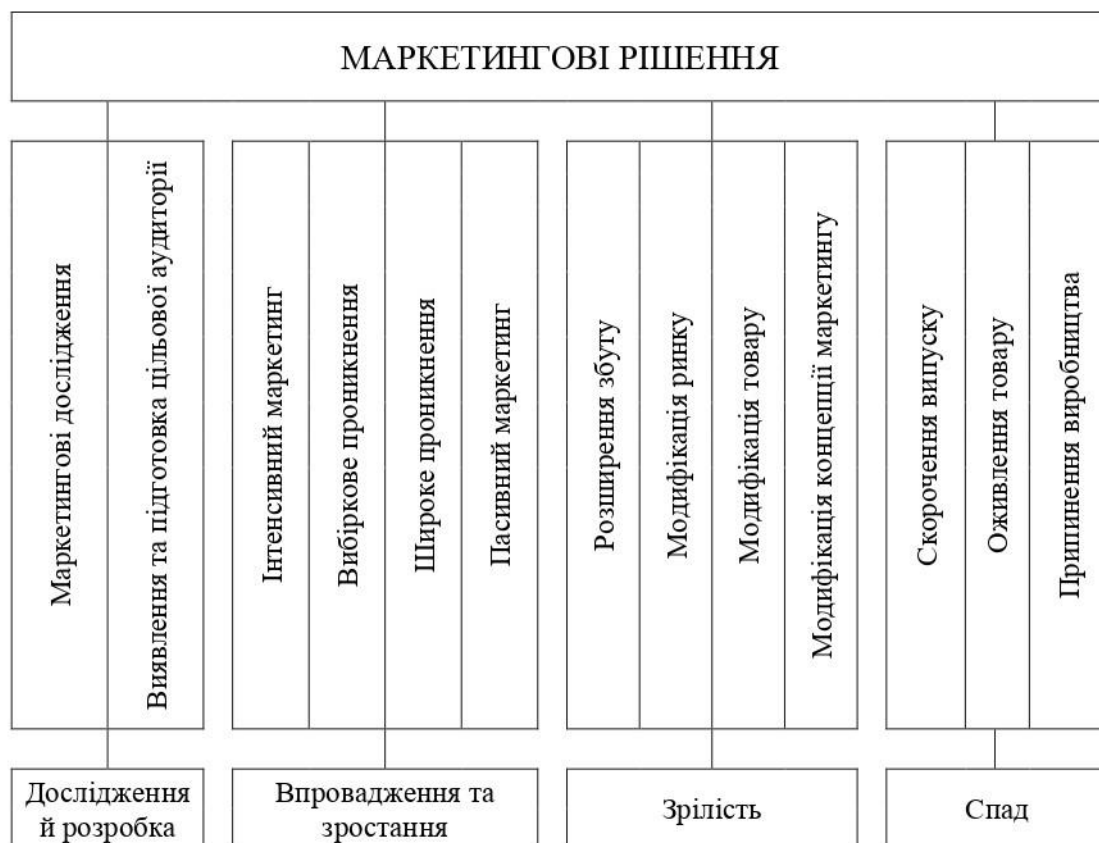 МАРКЕТИНГОВІ РІШЕННЯ
Маркетингові дослідження
Виявлення та підготовка цільової аудиторії
Інтенсивний маркетинг
Вибіркове проникнення
Широке проникнення
Пасивний маркетинг
Розширення збуту
Модифікація ринку
Модифікація товару
Модифікація концепції маркетингу
Скорочення випуску
Оживлення товару
Припинення виробництва
Дослідження
й розробка
Впровадження та
зростання
Зрілість
Спад